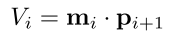 $V_i = \mathbf{m}_i \cdot \mathbf{p}_{i+1}$